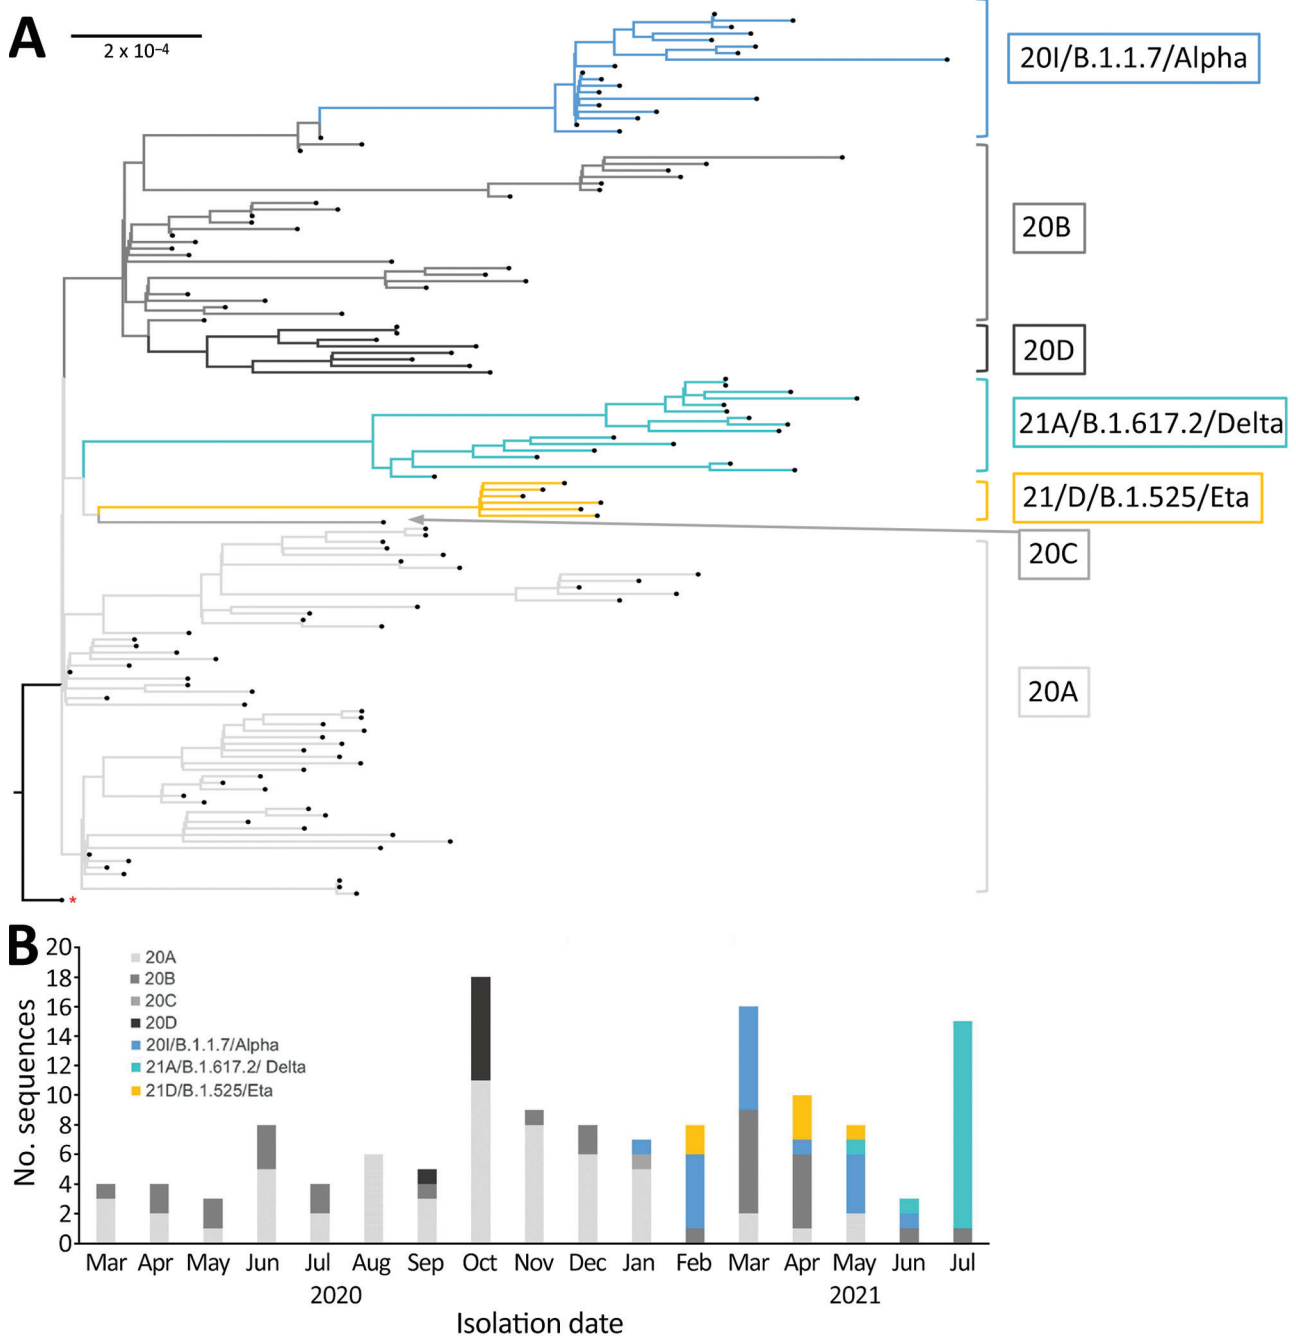 A
2 x 10⁻⁴
20I/B.1.1.7/Alpha
20B
20D
21A/B.1.617.2/Delta
21/D/B.1.525/Eta
20C
20A
*
B
20
18
16
14
12
10
8
6
4
2
0
No. sequences
20A
20B
20C
20D
20I/B.1.1.7/Alpha
21A/B.1.617.2/ Delta
21D/B.1.525/Eta
Mar Apr May Jun Jul Aug Sep Oct Nov Dec Jan Feb Mar Apr May Jun Jul
2020 2021
Isolation date